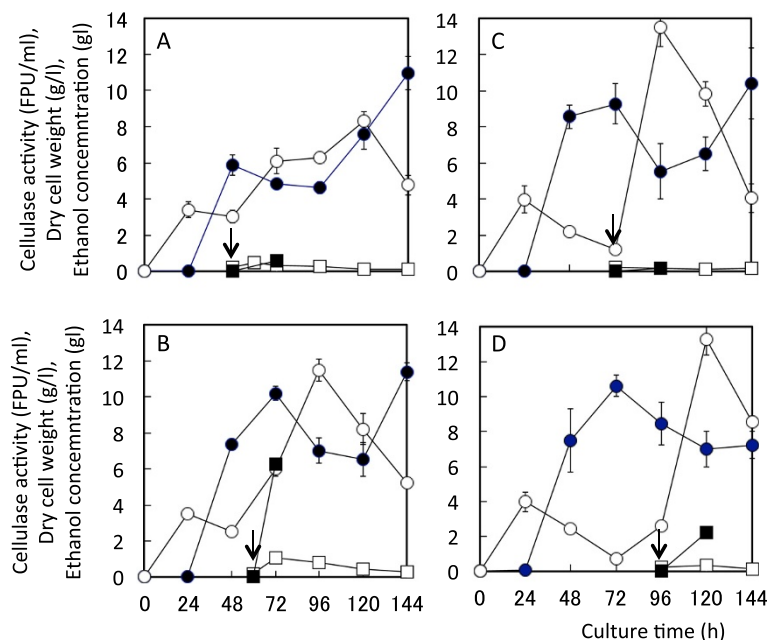 Cellulase activity (FPU/ml),
Dry cell weight (g/l),
Ethanol concemntration (gl)
A
14
12
10
8
6
4
2
0
C
14
12
10
8
6
4
2
0
Cellulase activity (FPU/ml),
Dry cell weight (g/l),
Ethanol concemntration (gl)
B
14
12
10
8
6
4
2
0
0 24 48 72 96 120 144
D
14
12
10
8
6
4
2
0
0 24 48 72 96 120 144
Culture time (h)